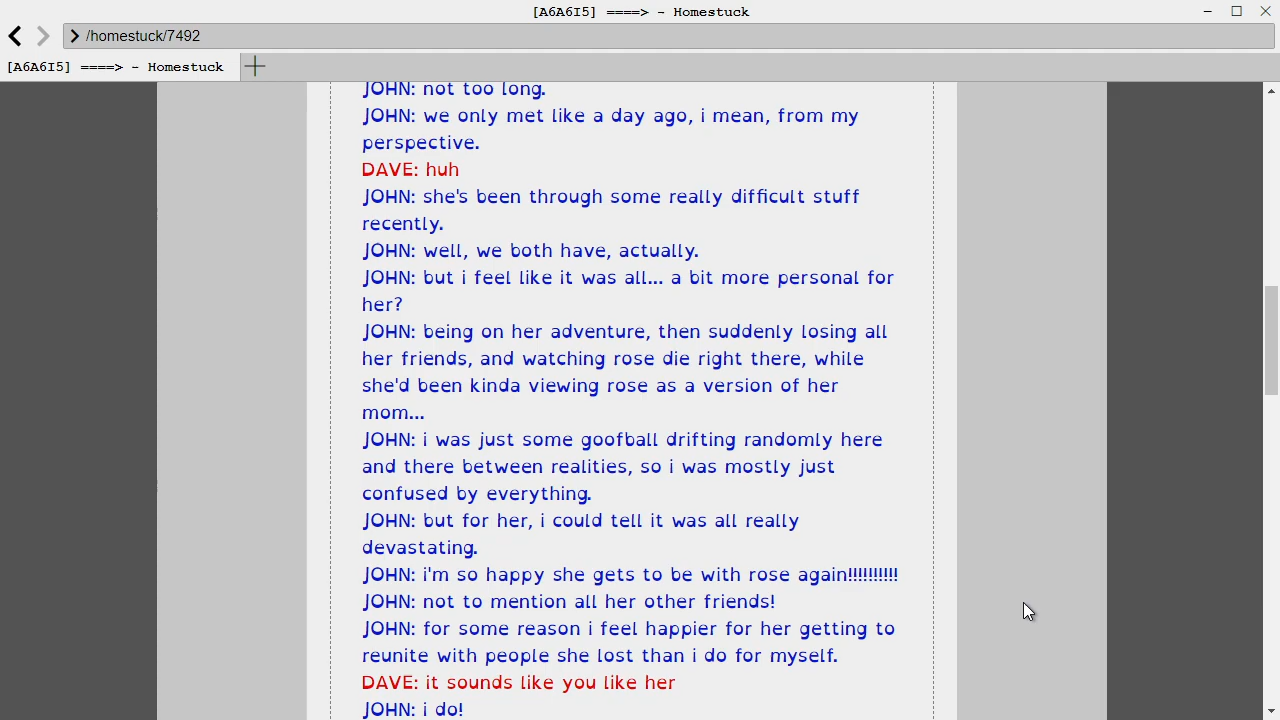 [A6A6I5] ====> - Homestuck
/homestuck/7492
[A6A6I5] ====> - Homestuck
JOHN: not too long.
JOHN: we only met like a day ago, i mean, from my
perspective.
DAVE: huh
JOHN: she's been through some really difficult stuff
recently.
JOHN: well, we both have, actually.
JOHN: but i feel like it was all... a bit more personal for
her?
JOHN: being on her adventure, then suddenly losing all
her friends, and watching rose die right there, while
she'd been kinda viewing rose as a version of her
mom...
JOHN: i was just some goofball drifting randomly here
and there between realities, so i was mostly just
confused by everything.
JOHN: but for her, i could tell it was all really
devastating.
JOHN: i'm so happy she gets to be with rose again!!!!!!!!!!
JOHN: not to mention all her other friends!
JOHN: for some reason i feel happier for her getting to
reunite with people she lost than i do for myself.
DAVE: it sounds like you like her
JOHN: i do!